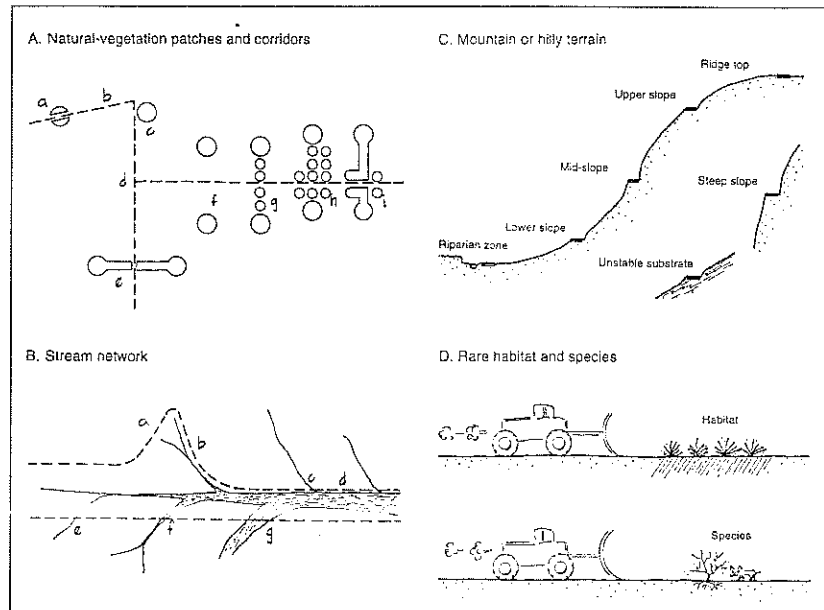 A. Natural-vegetation patches and corridors
a
b
c
d
e
f
g
h
i
B. Stream network
a
b
c
d
e
f
g
C. Mountain or hilly terrain
Ridge top
Upper slope
Mid-slope
Steep slope
Lower slope
Riparian zone
Unstable substrate
D. Rare habitat and species
Habitat
Species